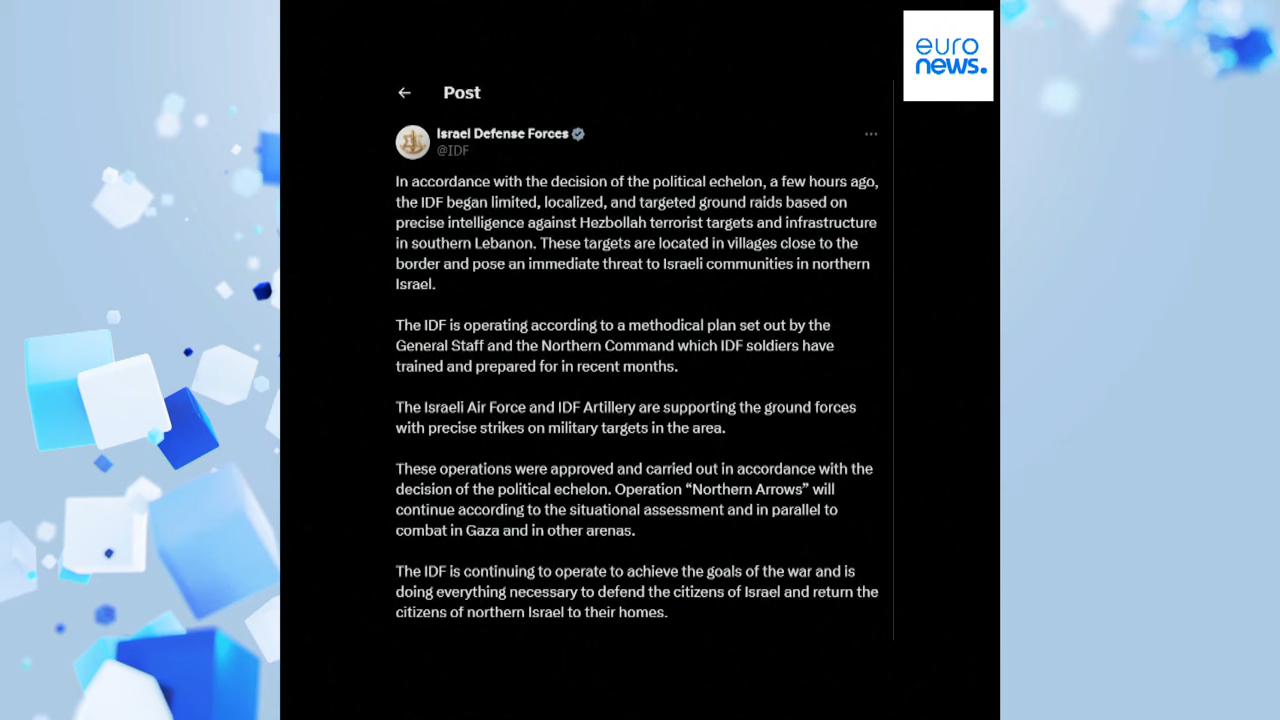 euro
news.
Post
Israel Defense Forces
@IDF
In accordance with the decision of the political echelon, a few hours ago,
the IDF began limited, localized, and targeted ground raids based on
precise intelligence against Hezbollah terrorist targets and infrastructure
in southern Lebanon. These targets are located in villages close to the
border and pose an immediate threat to Israeli communities in northern
Israel.
The IDF is operating according to a methodical plan set out by the
General Staff and the Northern Command which IDF soldiers have
trained and prepared for in recent months.
The Israeli Air Force and IDF Artillery are supporting the ground forces
with precise strikes on military targets in the area.
These operations were approved and carried out in accordance with the
decision of the political echelon. Operation “Northern Arrows” will
continue according to the situational assessment and in parallel to
combat in Gaza and in other arenas.
The IDF is continuing to operate to achieve the goals of the war and is
doing everything necessary to defend the citizens of Israel and return the
citizens of northern Israel to their homes.